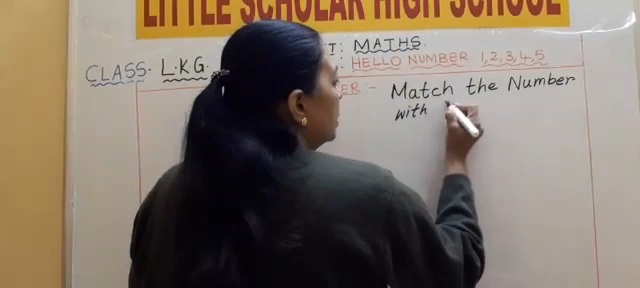 LITTLE SCHOLAR HIGH SCHOOL
: MATHS
CLASS- L.K.G. : HELLO NUMBER 1,2,3,4,5
:- Match the Number
with